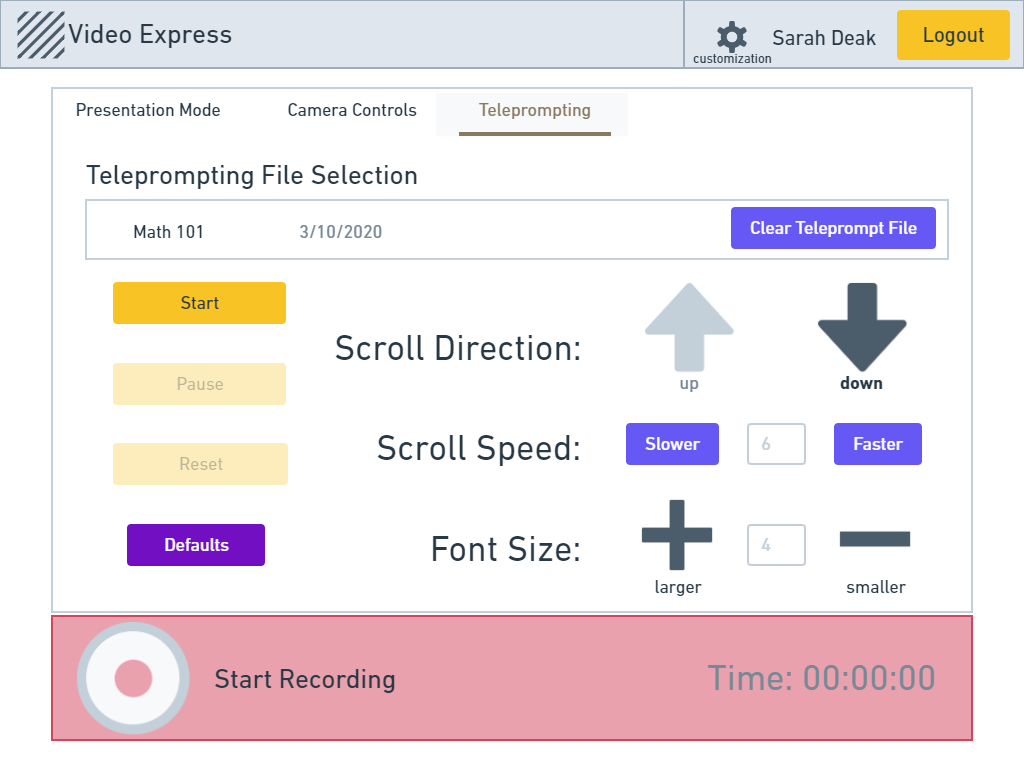 Video Express
customization
Sarah Deak
Logout
Presentation Mode
Camera Controls
Teleprompting
Teleprompting File Selection
Math 101
3/10/2020
Clear Teleprompt File
Start
Pause
Reset
Defaults
Scroll Direction:
up
down
Scroll Speed:
Slower
6
Faster
Font Size:
larger
4
smaller
Start Recording
Time: 00:00:00